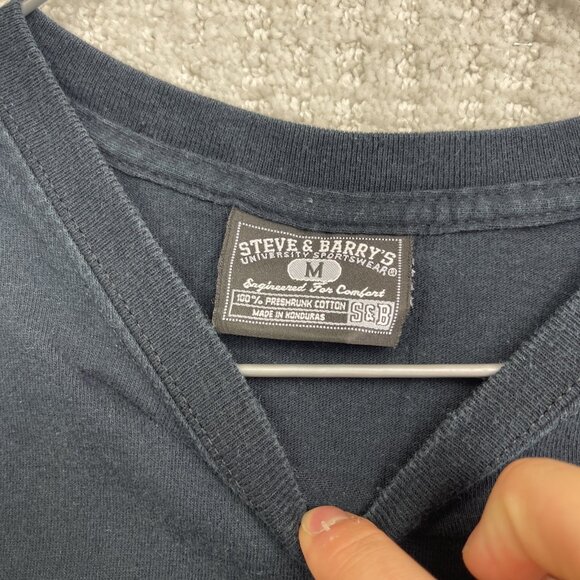 STEVE & BARRY'S
UNIVERSITY SPORTSWEAR®
M
Engineered For Comfort
100% PRESHRUNK COTTON
MADE IN HONDURAS
S&B